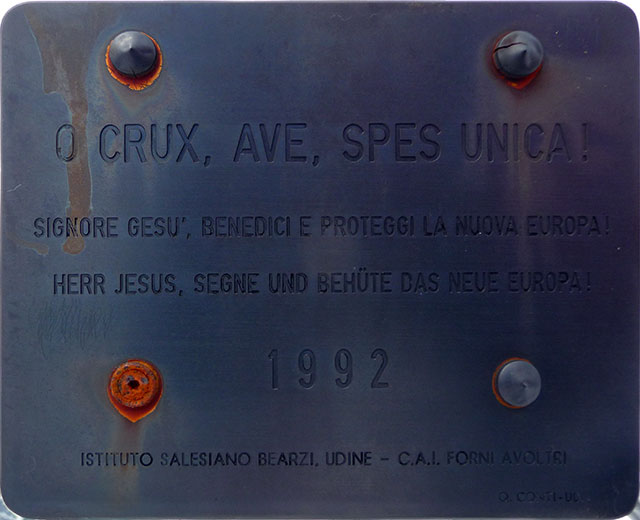 O CRUX, AVE, SPES UNICA!
SIGNORE GESU', BENEDICI E PROTEGGI LA NUOVA EUROPA!
HERR JESUS, SEGNE UND BEHÜTE DAS NEUE EUROPA!
1992
ISTITUTO SALESIANO BEARZI, UDINE – C.A.I. FORNI AVOLTRI